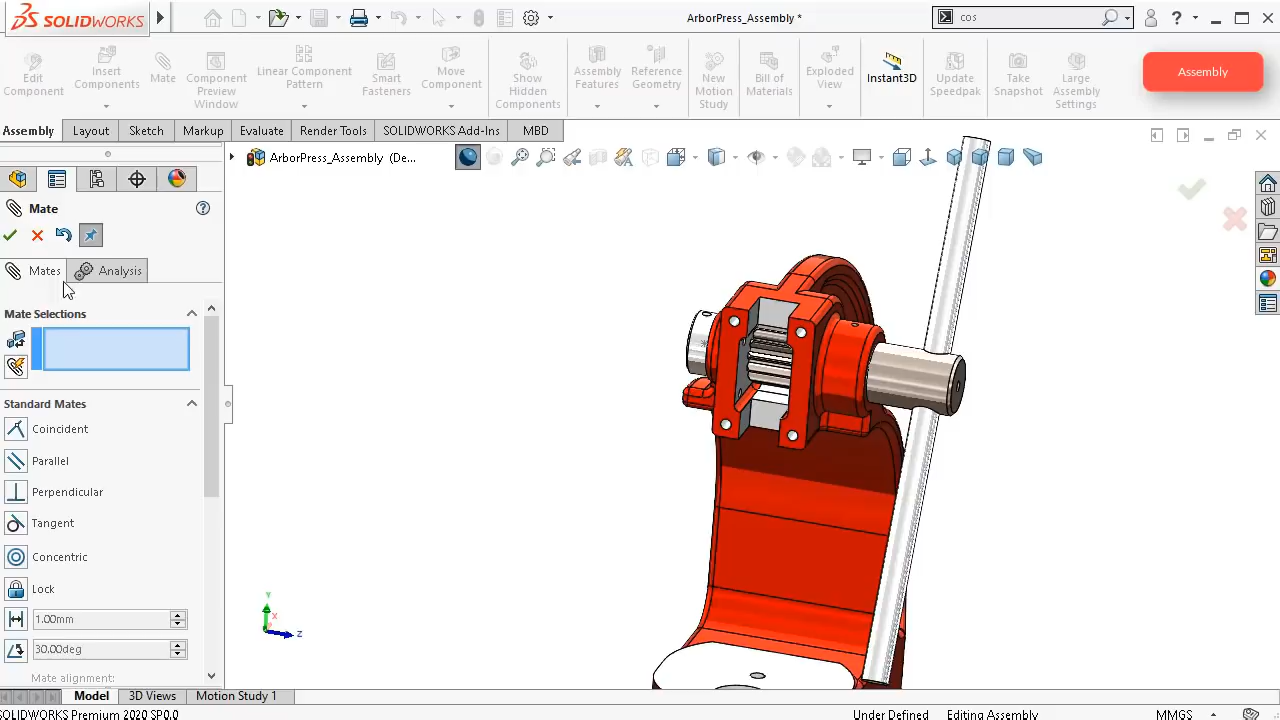 SOLIDWORKS
ArborPress_Assembly *
cos
?
Edit Component
Insert Components
Mate
Component Preview Window
Linear Component Pattern
Smart Fasteners
Move Component
Show Hidden Components
Assembly Features
Reference Geometry
New Motion Study
Bill of Materials
Exploded View
Instant3D
Update Speedpak
Take Snapshot
Large Assembly Settings
Assembly
Assembly
Layout
Sketch
Markup
Evaluate
Render Tools
SOLIDWORKS Add-Ins
MBD
ArborPress_Assembly (De...
Mate
?
Mates
Analysis
Mate Selections
Standard Mates
Coincident
Parallel
Perpendicular
Tangent
Concentric
Lock
1.00mm
30.00deg
Mate alignment:
Y
X
Z
Model
3D Views
Motion Study 1
SOLIDWORKS Premium 2020 SP0.0
Under Defined
Editing Assembly
MMGS